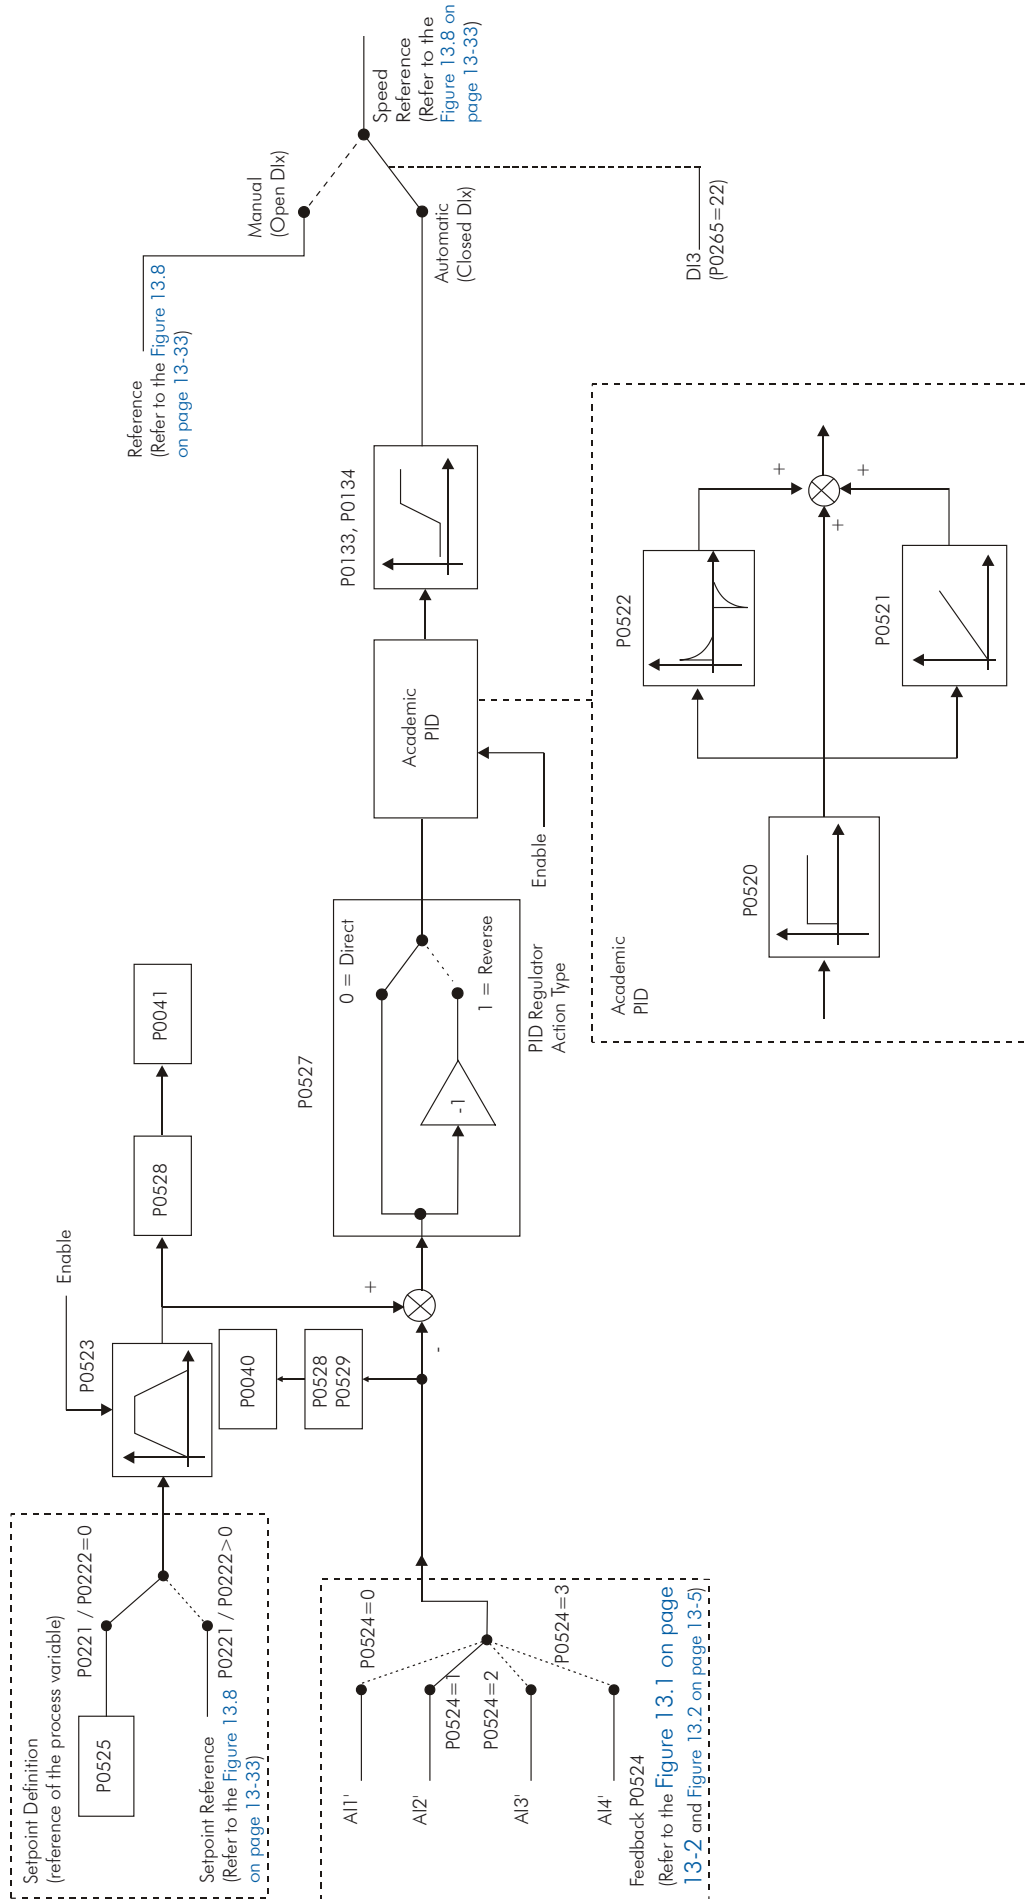 Setpoint Definition
(reference of the process variable)
P0525
P0221 / P0222=0
Setpoint Reference
(Refer to the Figure 13.8
on page 13-33)
P0221 / P0222>0
P0523
Enable
P0528
P0041
P0040
P0528
P0529
+
-
AI1'
AI2'
AI3'
AI4'
P0524=0
P0524=1
P0524=2
P0524=3
Feedback P0524
(Refer to the Figure 13.1 on page
13-2 and Figure 13.2 on page 13-5)
P0527
0 = Direct
-1
1 = Reverse
PID Regulator
Action Type
Enable
Academic
PID
P0133, P0134
Reference
(Refer to the Figure 13.8
on page 13-33)
Manual
(Open DIx)
Automatic
(Closed DIx)
Speed
Reference
(Refer to the
Figure 13.8 on
page 13-33)
DI3
(P0265=22)
Academic
PID
P0520
P0522
P0521
+
+
+